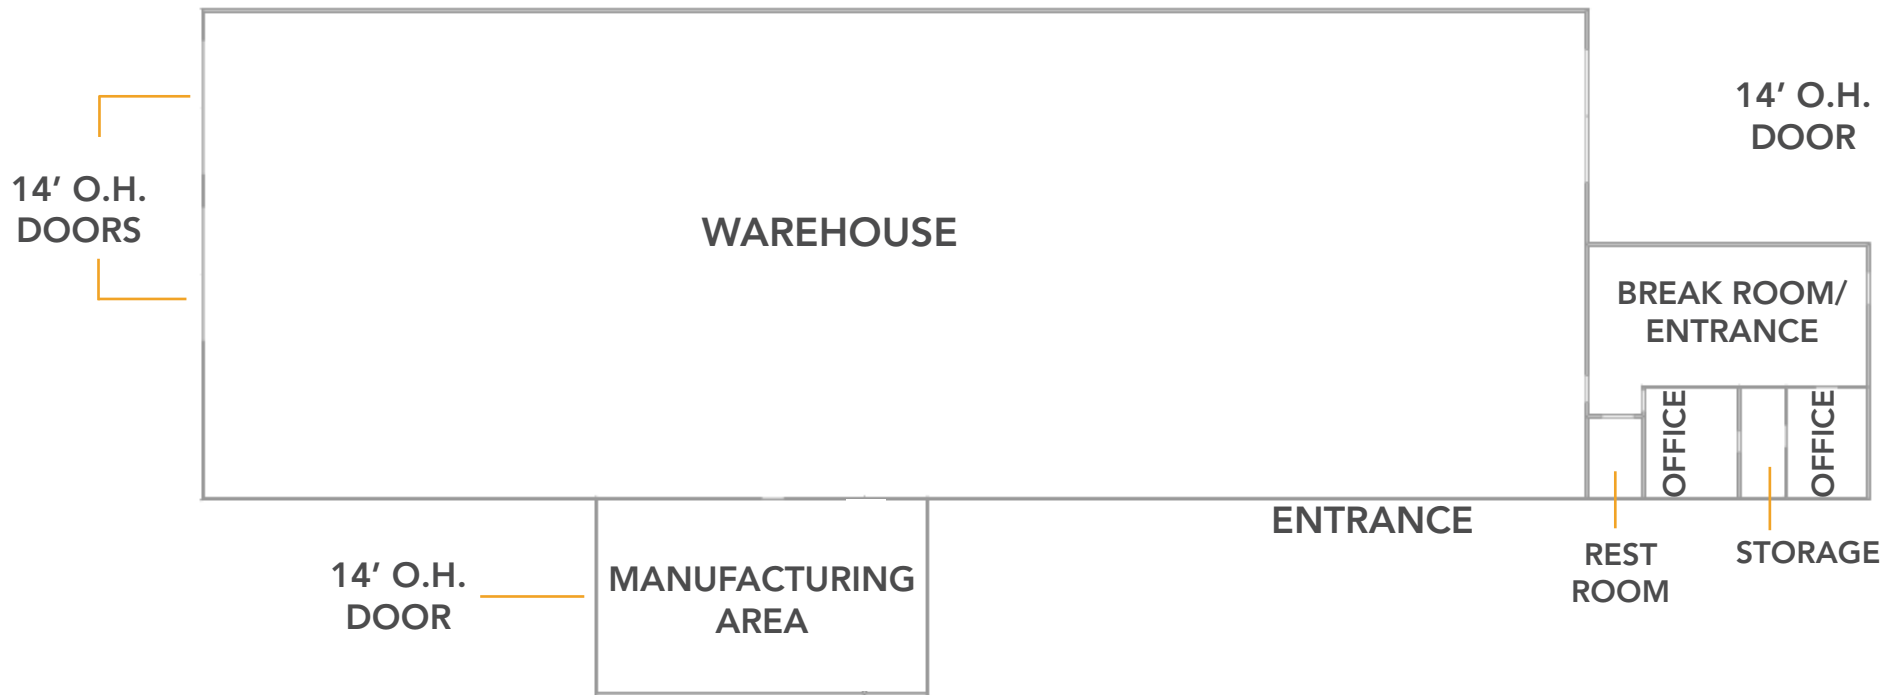 14’ O.H.
DOOR
14’ O.H.
DOORS
WAREHOUSE
BREAK ROOM/
ENTRANCE
OFFICE
OFFICE
ENTRANCE
REST
ROOM
STORAGE
14’ O.H.
DOOR
MANUFACTURING
AREA